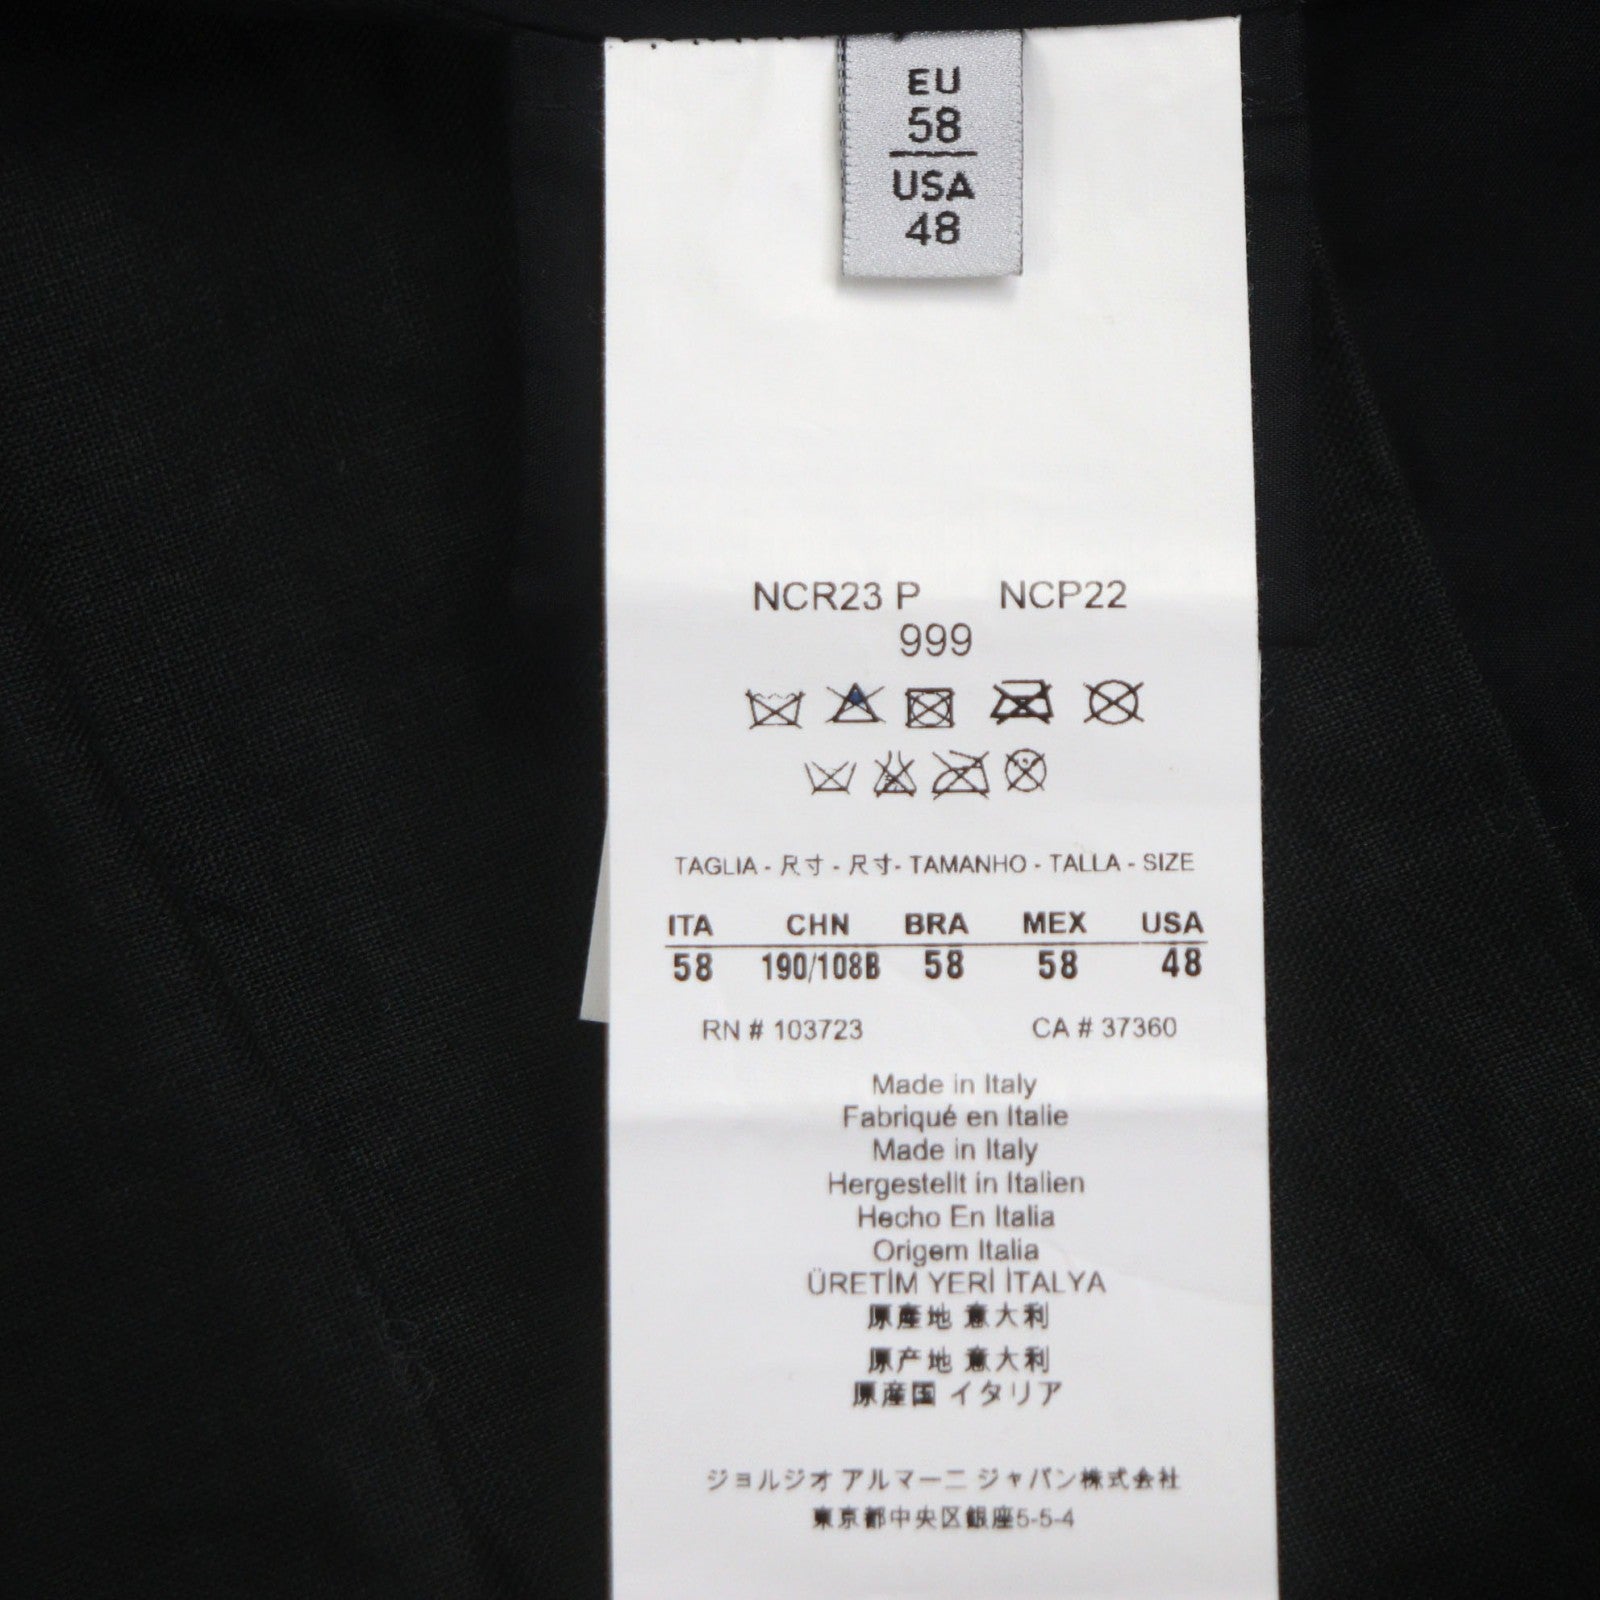 EU
58
USA
48
NCR23 P NCP22
999
TAGLIA - 尺寸 - 尺寸- TAMANHO - TALLA - SIZE
ITA CHN BRA MEX USA
58 190/108B 58 58 48
RN # 103723 CA # 37360
Made in Italy
Fabriqué en Italie
Made in Italy
Hergestellt in Italien
Hecho En Italia
Origem Italia
ÜRETİM YERİ İTALYA
原産地 意大利
原产地 意大利
原産国 イタリア
ジョルジオ アルマーニ ジャパン株式会社
東京都中央区銀座5-5-4